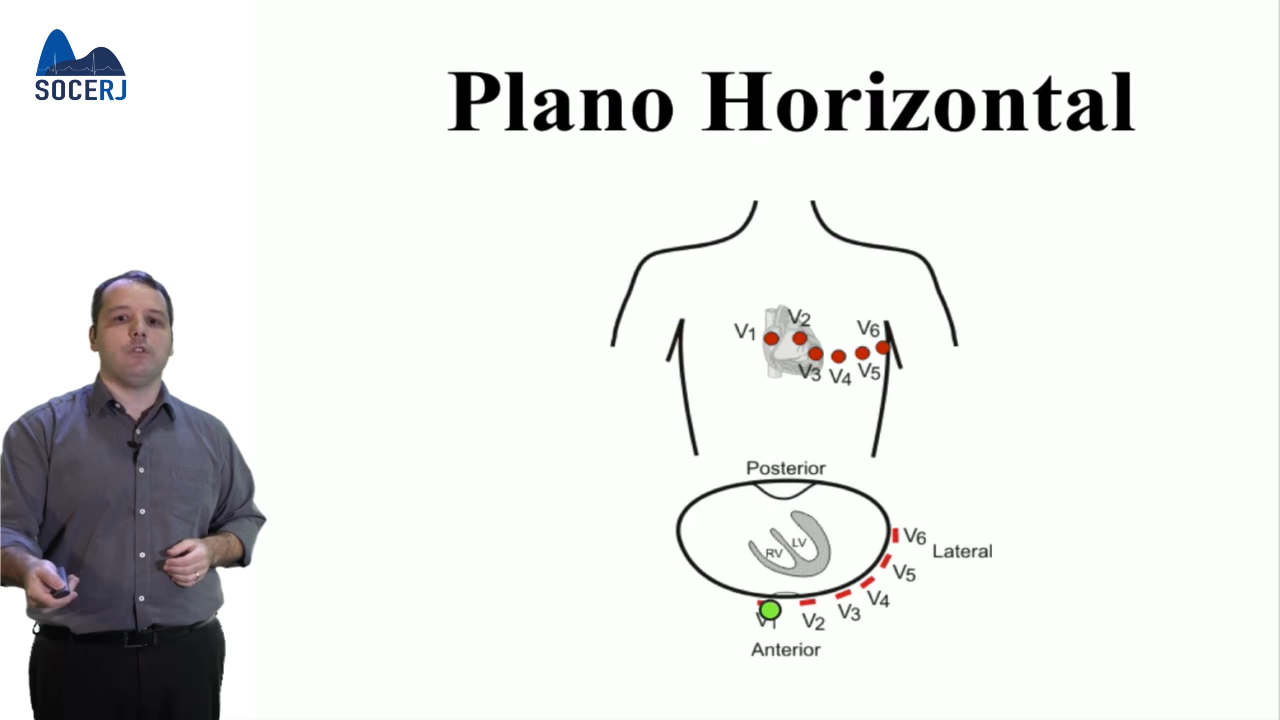 SOCERJ
Plano Horizontal
V1
V2
V6
V3
V4
V5
Posterior
RV
LV
V6
Lateral
V5
V4
V3
V2
V1
Anterior